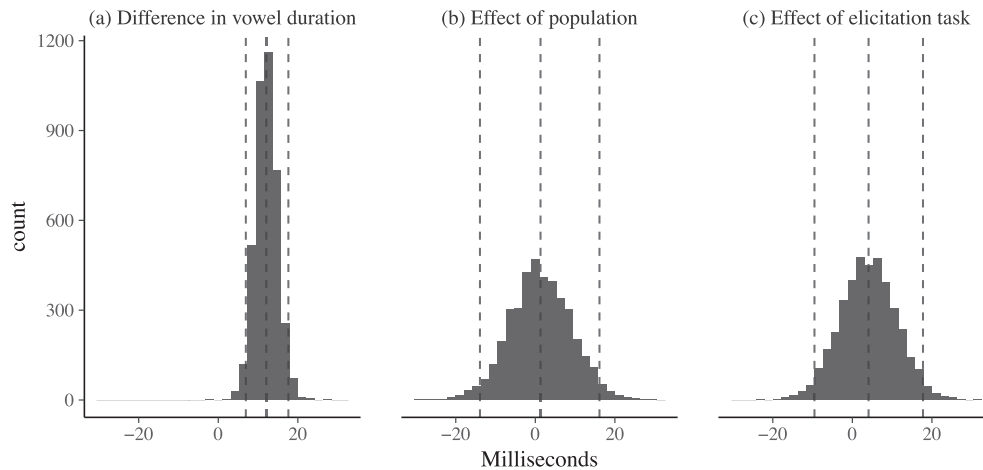 (a) Difference in vowel duration
(b) Effect of population
(c) Effect of elicitation task
1200
900
600
300
0
count
−20 0 20
−20 0 20
−20 0 20
Milliseconds